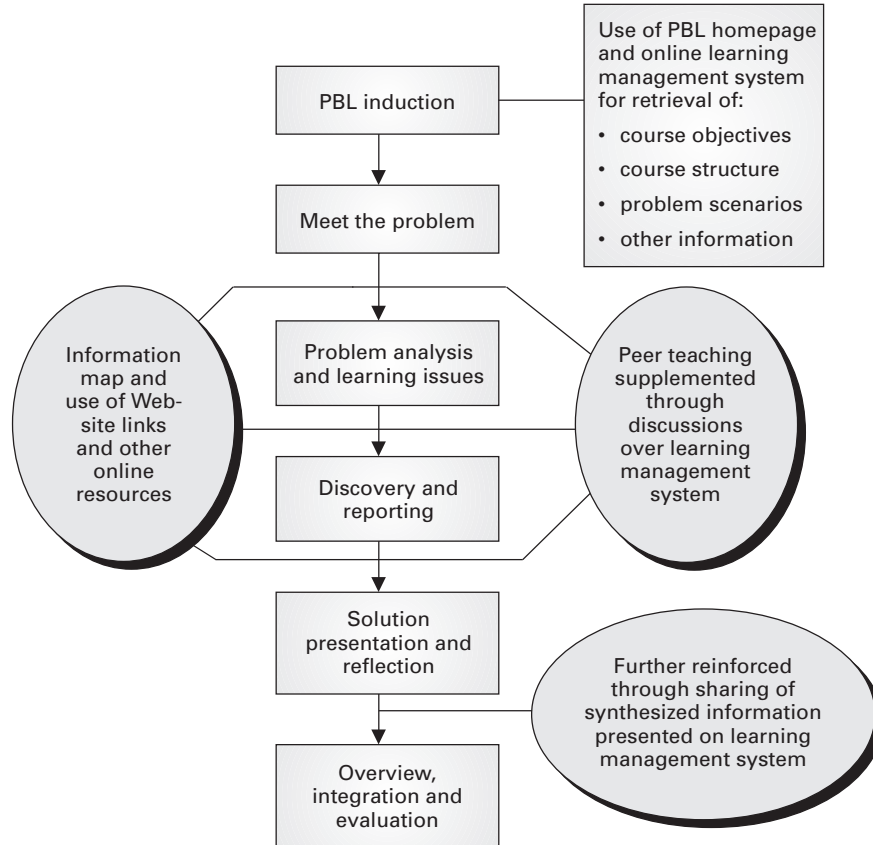 Use of PBL homepage
and online learning
management system
for retrieval of:
• course objectives
• course structure
• problem scenarios
• other information
PBL induction
Meet the problem
Information
map and
use of Web-
site links
and other
online
resources
Problem analysis
and learning issues
Peer teaching
supplemented
through
discussions
over learning
management
system
Discovery and
reporting
Solution
presentation and
reflection
Further reinforced
through sharing of
synthesized information
presented on learning
management system
Overview,
integration and
evaluation